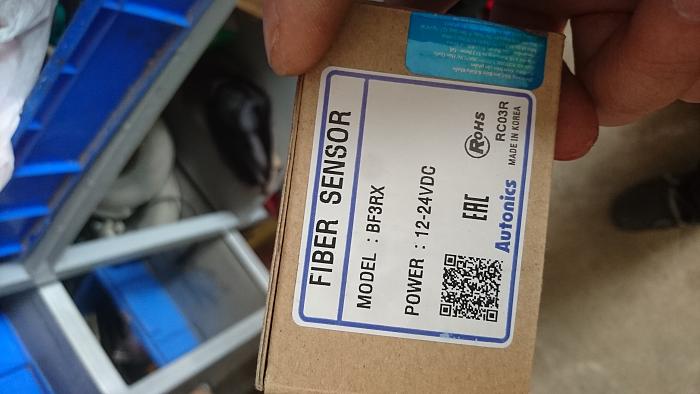 FIBER SENSOR
MODEL : BF3RX
POWER : 12-24VDC
EAC
RoHS
RC03R
MADE IN KOREA
Autonics